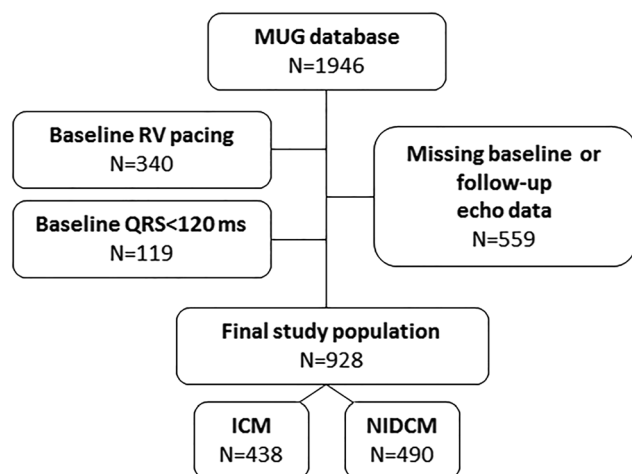 MUG database
N=1946
Baseline RV pacing
N=340
Missing baseline or
follow-up
echo data
N=559
Baseline QRS<120 ms
N=119
Final study population
N=928
ICM
N=438
NIDCM
N=490